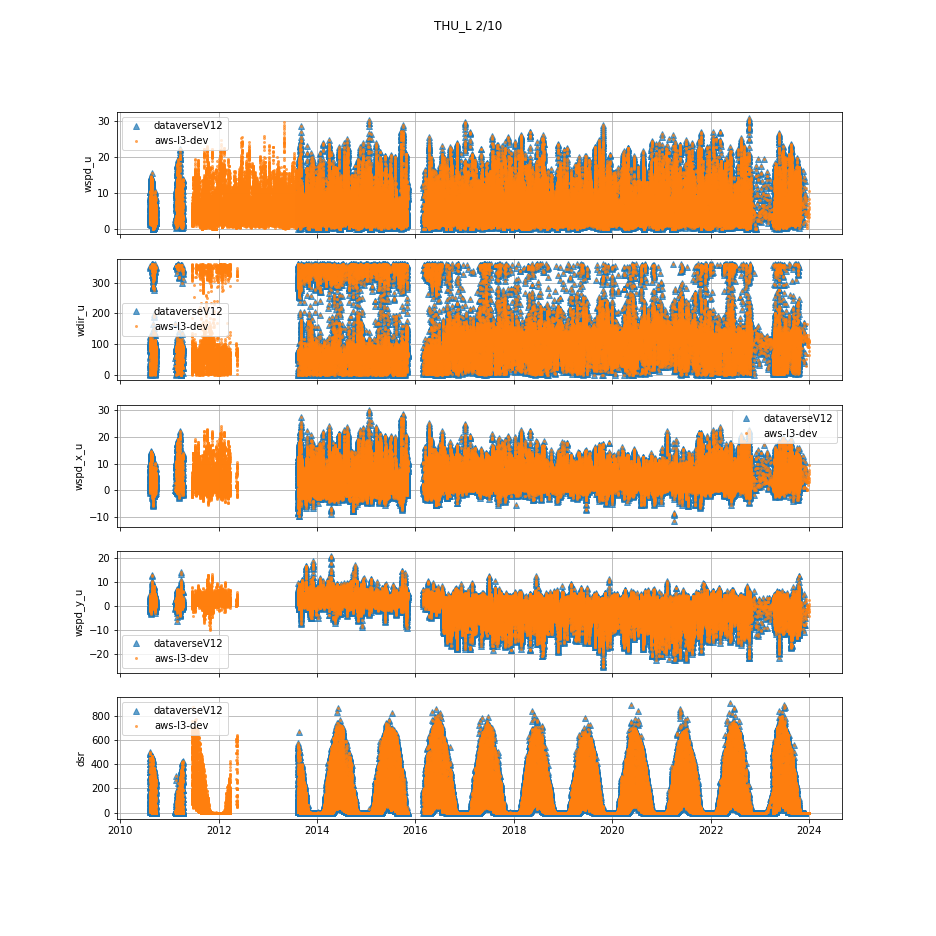 THU_L 2/10
dataverseV12
aws-l3-dev
wspd_u
30
20
10
0
dataverseV12
aws-l3-dev
wdir_u
300
200
100
0
dataverseV12
aws-l3-dev
wspd_x_u
30
20
10
0
−10
dataverseV12
aws-l3-dev
wspd_y_u
20
10
0
−10
−20
dataverseV12
aws-l3-dev
dsr
800
600
400
200
0
2010 2012 2014 2016 2018 2020 2022 2024